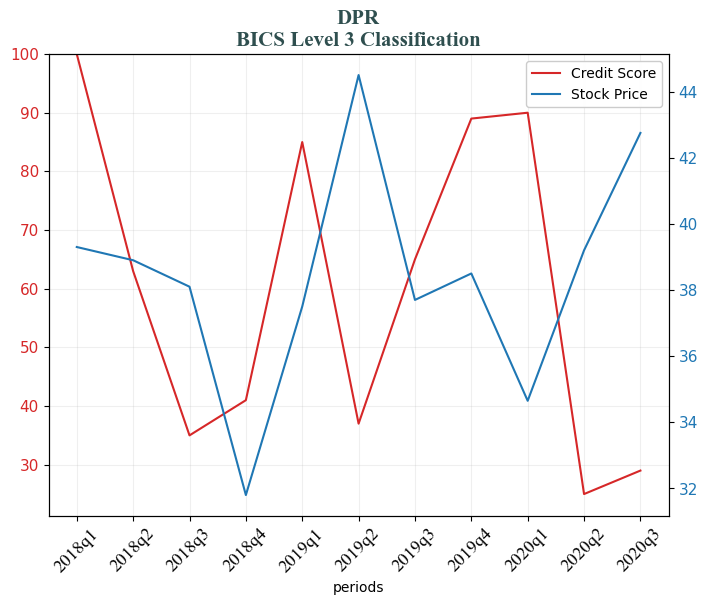 DPR
BICS Level 3 Classification
Credit Score
Stock Price
100
90
80
70
60
50
40
30
44
42
40
38
36
34
32
2018q1 2018q2 2018q3 2018q4 2019q1 2019q2 2019q3 2019q4 2020q1 2020q2 2020q3
periods